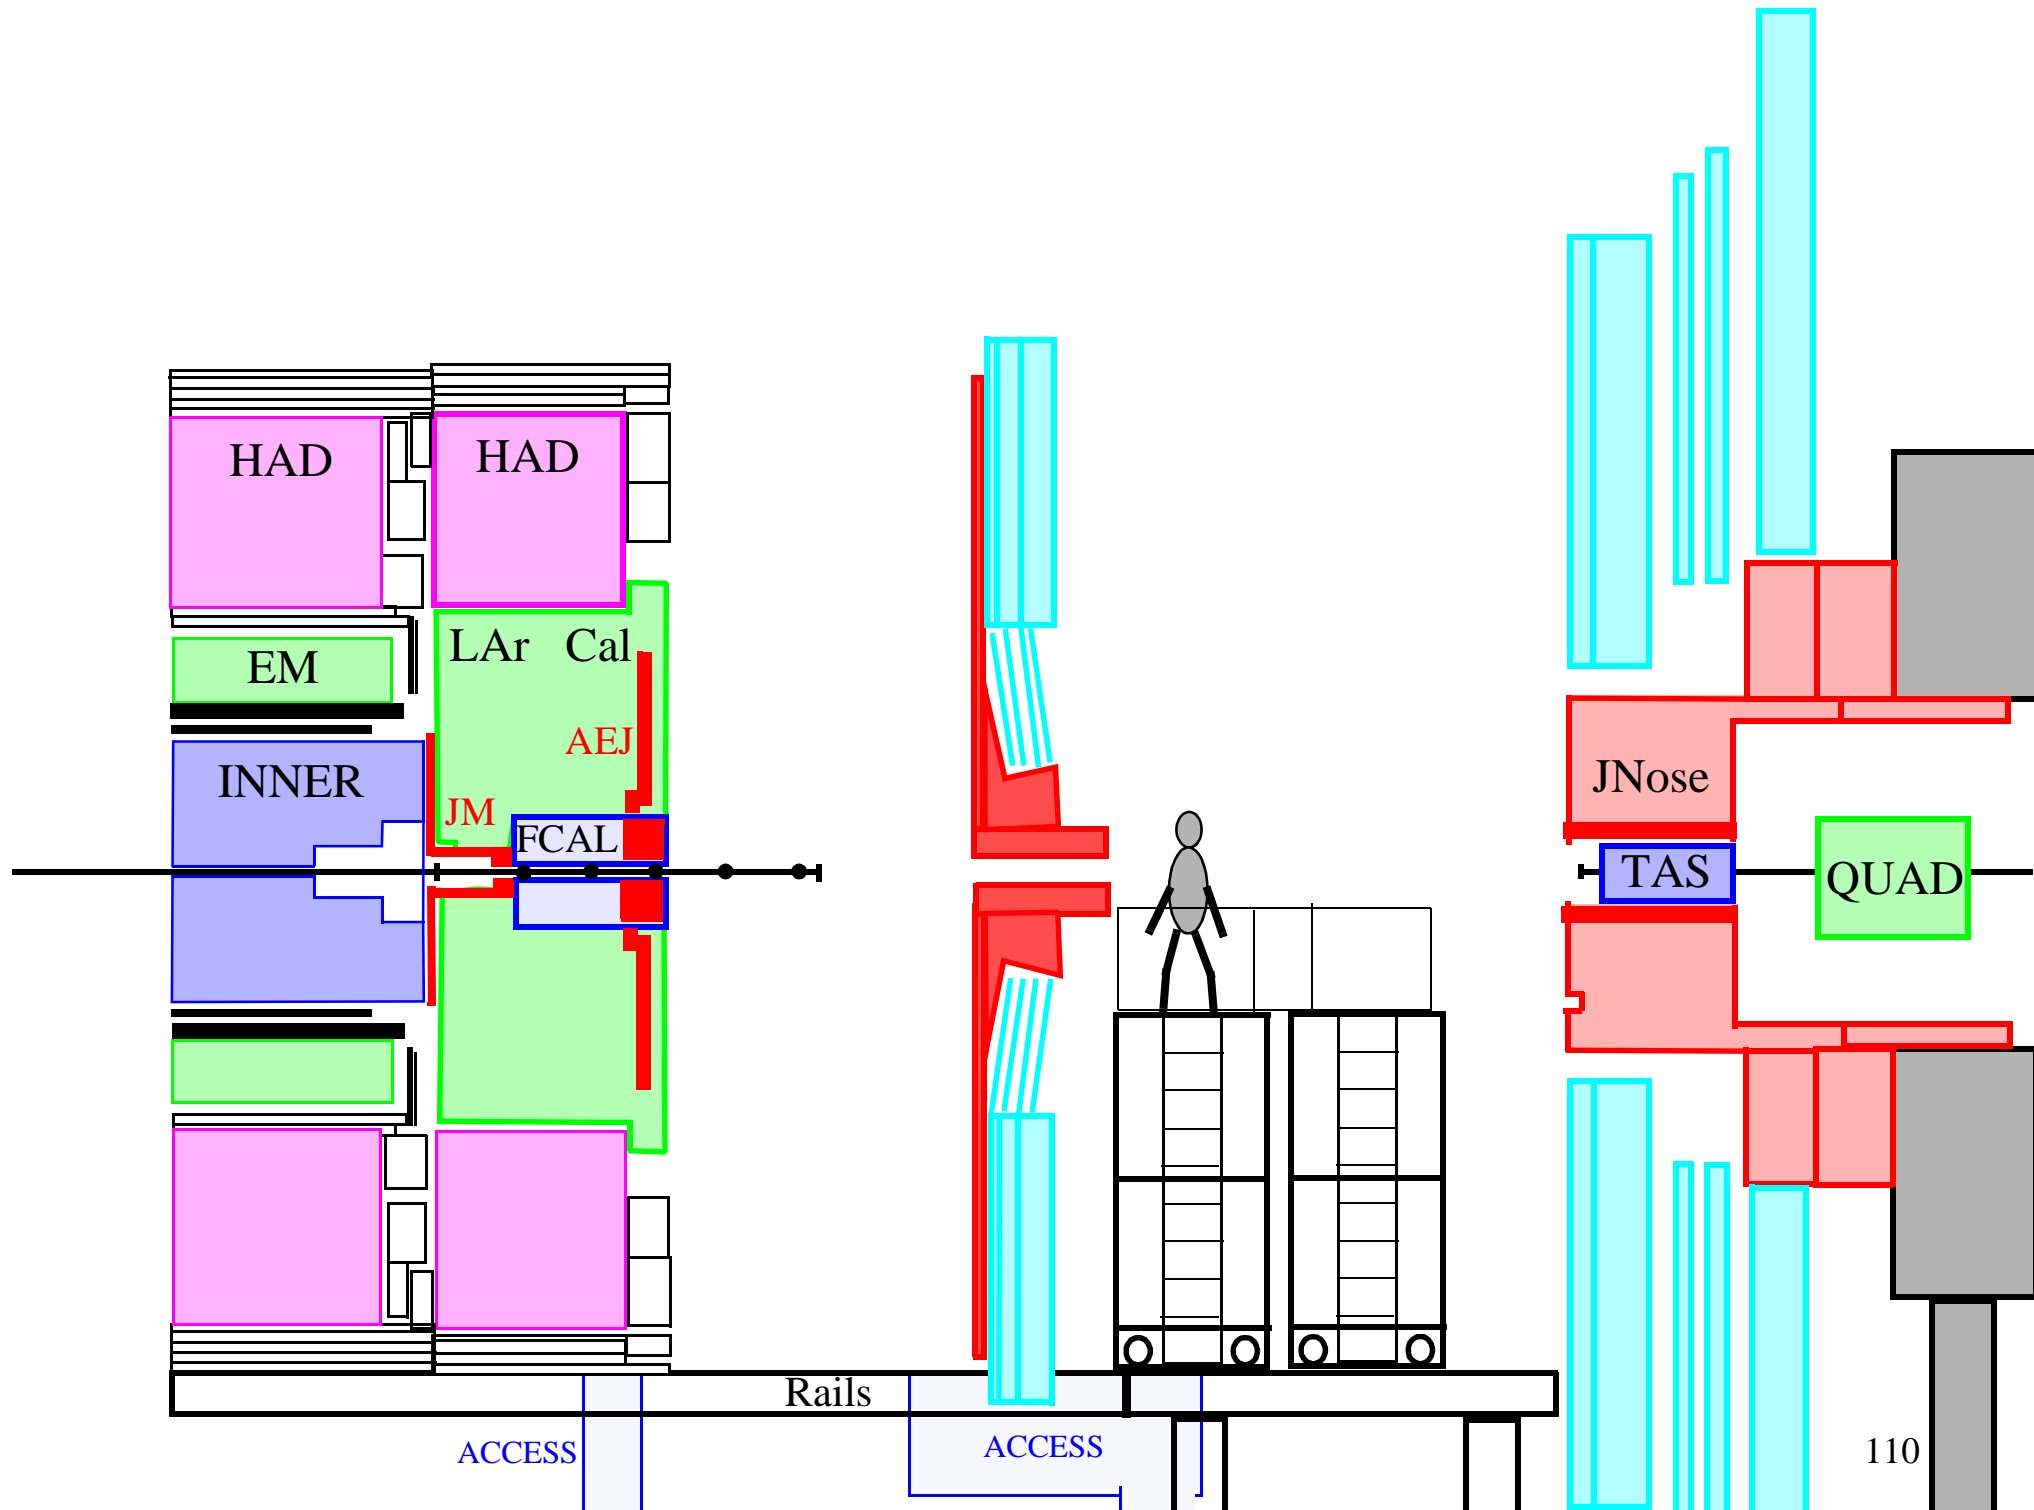 HAD HAD
LAr Cal
EM
AEJ
INNER
JNose
JM
FCAL
TAS
QUAD
Rails
ACCESS
ACCESS
110